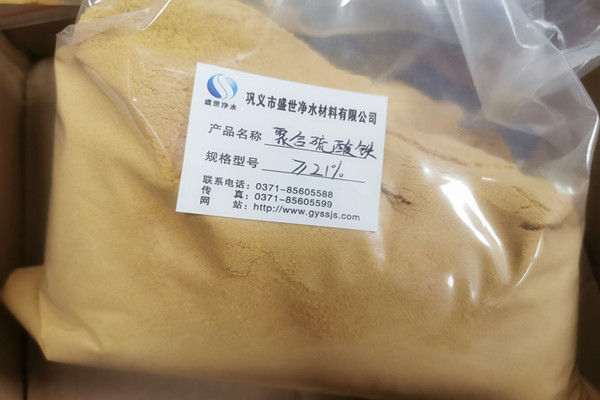 盛世净水
巩义市盛世净水材料有限公司
产品名称 聚合硫酸铁
规格型号 ≥21%
联系电话：0371-85605588
传 真：0371-85605599
网 站：http://www.gyssjs.com